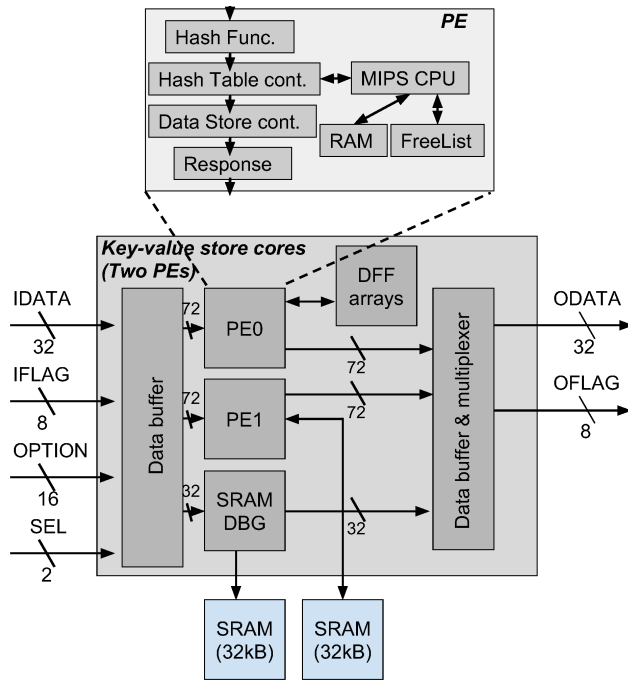 PE
Hash Func.
Hash Table cont.
MIPS CPU
Data Store cont.
RAM
FreeList
Response
Key-value store cores
(Two PEs)
IDATA
32
IFLAG
8
OPTION
16
SEL
2
Data buffer
72
PE0
DFF
arrays
72
72
PE1
72
32
SRAM
DBG
32
Data buffer & multiplexer
ODATA
32
OFLAG
8
SRAM
(32kB)
SRAM
(32kB)